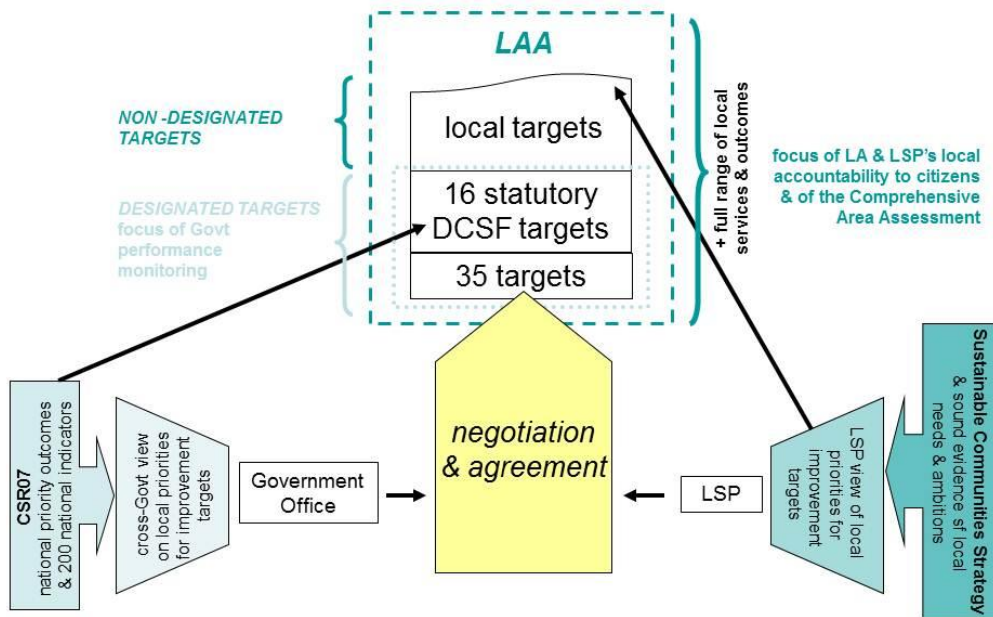 LAA
NON -DESIGNATED
TARGETS
local targets
DESIGNATED TARGETS
focus of Govt
performance
monitoring
16 statutory
DCSF targets
35 targets
+ full range of local
services & outcomes
focus of LA & LSP's local
accountability to citizens
& of the Comprehensive
Area Assessment
CSR07
national priority outcomes
& 200 national indicators
cross-Govt view
on local priorities
for improvement
targets
Government
Office
negotiation
& agreement
LSP
LSP view of local
priorities for
improvement
targets
Sustainable Communities Strategy
& sound evidence sf local
needs & ambitions